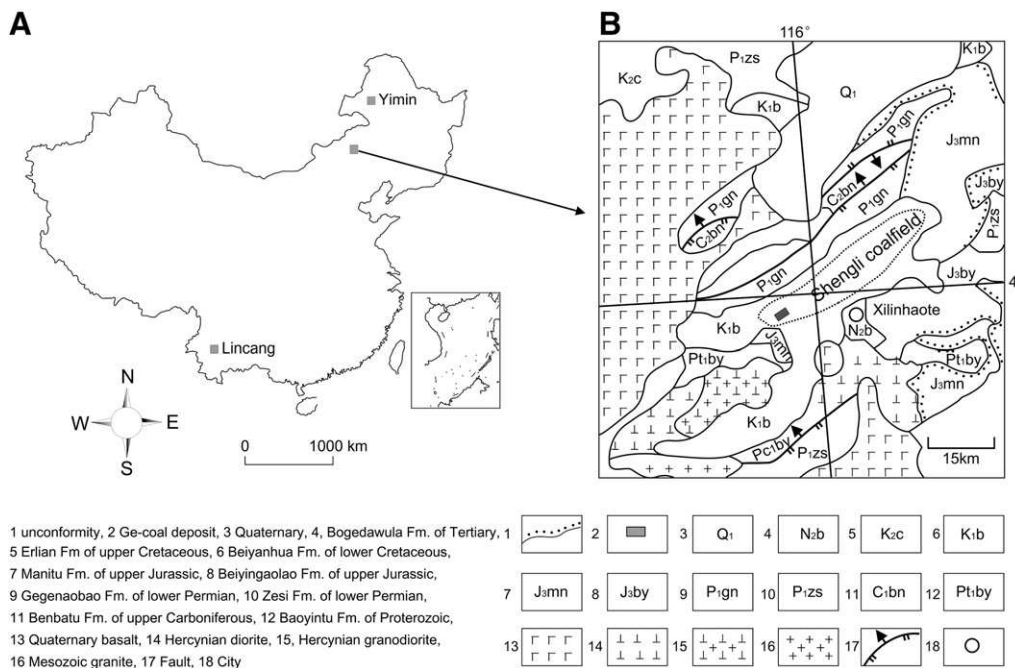 A
B
Yimin
Lincang
N
W
E
S
0
1000 km
116°
K2c
P1zs
K1b
Q1
K1b
P1gn
J3mn
C2bn
P1gn
J3by
P1gn
C2bn
P1zs
Shengli coalfield
P1gn
J3by
4
Xilinhaote
K1b
N2b
J3mn
Pt1by
Pt1by
J3mn
K1b
Pc1by
P1zs
15km
1 unconformity, 2 Ge-coal deposit, 3 Quaternary, 4, Bogedawula Fm. of Tertiary,
5 Erlian Fm of upper Cretaceous, 6 Beiyanhua Fm. of lower Cretaceous,
7 Manitu Fm. of upper Jurassic, 8 Beiyingaolao Fm. of upper Jurassic,
9 Gegenaobao Fm. of lower Permian, 10 Zesi Fm. of lower Permian,
11 Benbatu Fm. of upper Carboniferous, 12 Baoyintu Fm. of Proterozoic,
13 Quaternary basalt, 14 Hercynian diorite, 15, Hercynian granodiorite,
16 Mesozoic granite, 17 Fault, 18 City
1 2 3 Q1 4 N2b 5 K2c 6 K1b
7 J3mn 8 J3by 9 P1gn 10 P1zs 11 C1bn 12 Pt1by
13 14 15 16 17 18